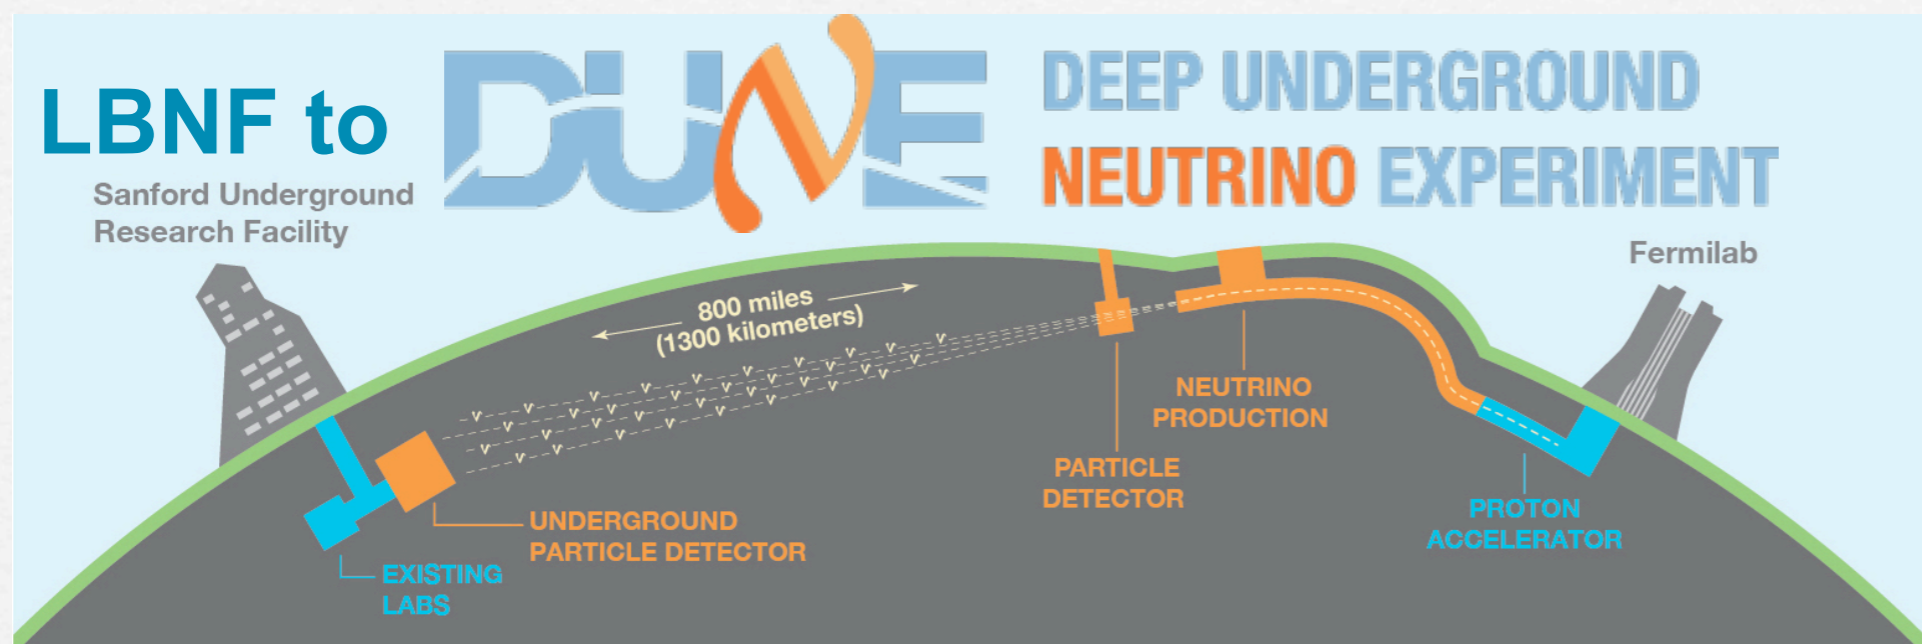 LBNF to DUNE DEEP UNDERGROUND
NEUTRINO EXPERIMENT
Sanford Underground
Research Facility
Fermilab
800 miles
(1300 kilometers)
NEUTRINO
PRODUCTION
PARTICLE
DETECTOR
UNDERGROUND
PARTICLE DETECTOR
PROTON
ACCELERATOR
EXISTING
LABS